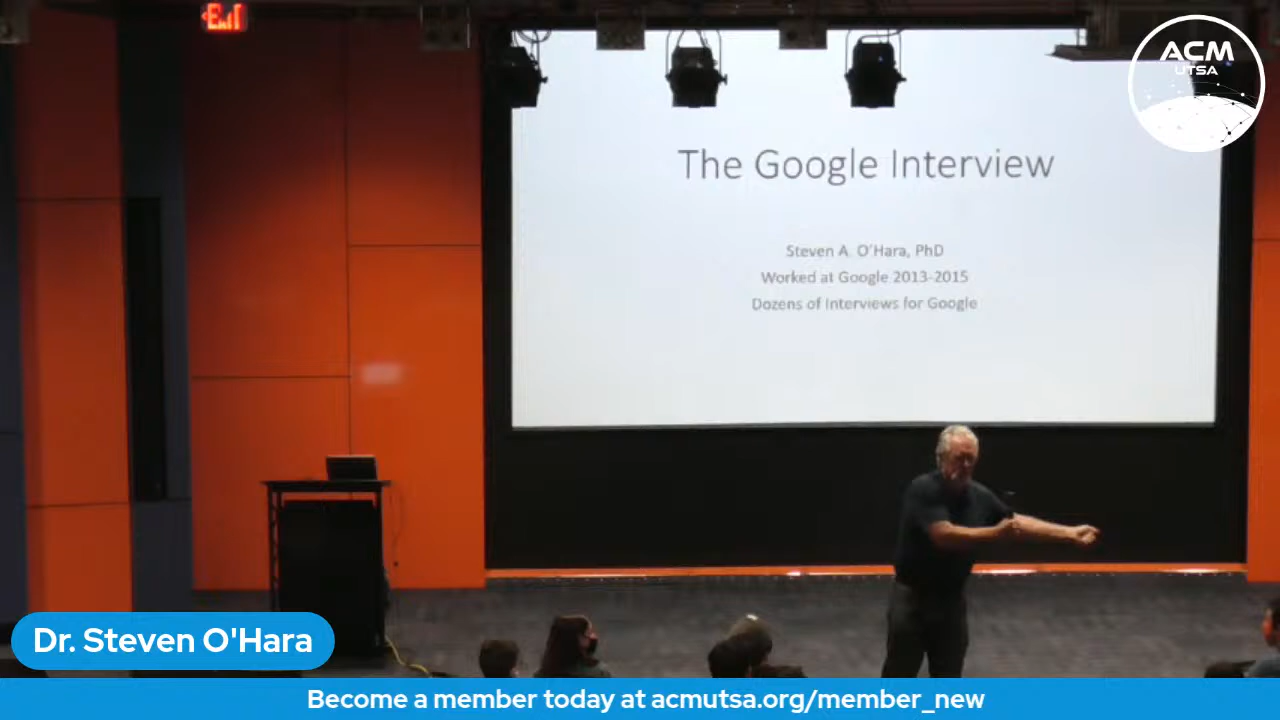 EXIT
ACM
UTSA
The Google Interview
Steven A. O'Hara, PhD
Worked at Google 2013-2015
Dozens of Interviews for Google
Dr. Steven O'Hara
Become a member today at acmutsa.org/member_new